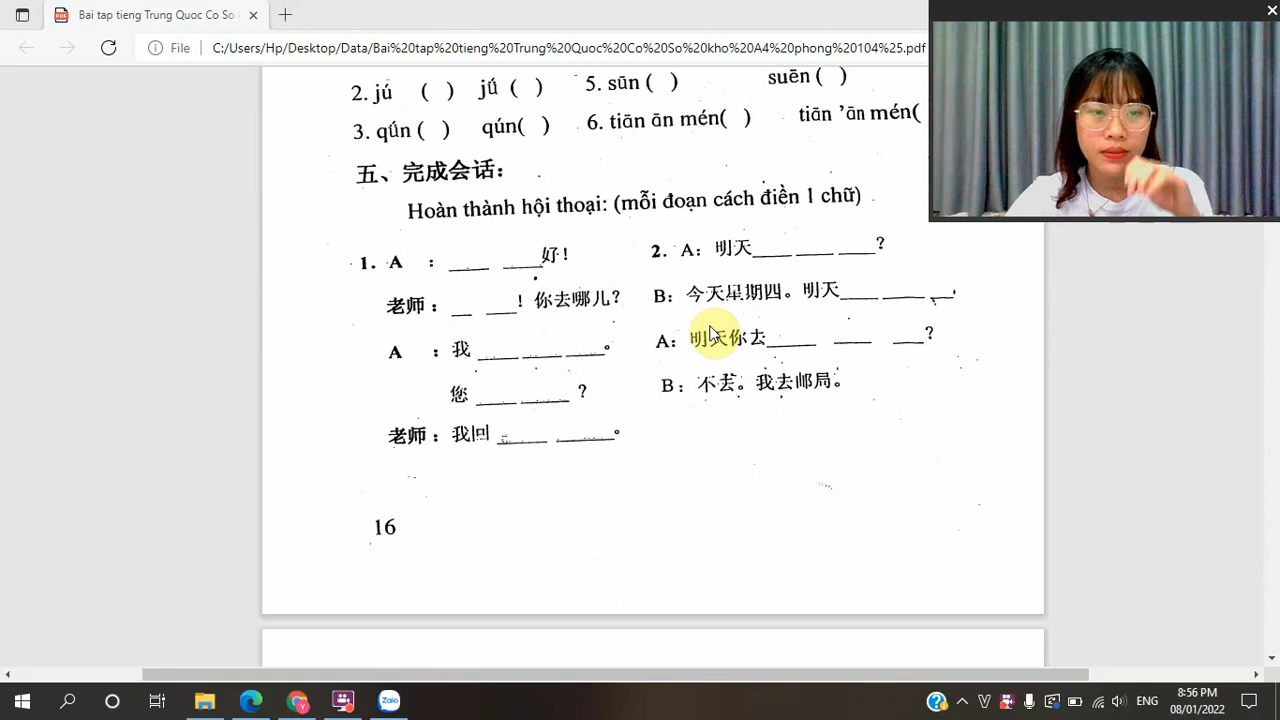 Bai tap tieng Trung Quoc Co So
File
C:/Users/Hp/Desktop/Data/Bai%20tap%20tieng%20Trung%20Quoc%20Co%20So%20kho%20A4%20phong%20104%25.pdf
2. jú ( ) jǘ ( ) 5. sūn ( ) suēn ( )
3. qǘn ( ) qún( ) 6. tiān ān mén( ) tiān 'ān mén(
五、完成会话:
Hoàn thành hội thoại: (mỗi đoạn cách điền 1 chữ)
1. A : ____ ____好!
老师: __ ___! 你去哪儿?
A : 我 ____ ____ ____。
您 ____ ____ ?
老师: 我回 ____ ____。
2. A: 明天____ ____ ____?
B: 今天星期四。明天____ ____ ___.
A: 明天你去____ ____ ___?
B: 不去。我去邮局。
16
ENG
8:56 PM
08/01/2022
Zalo